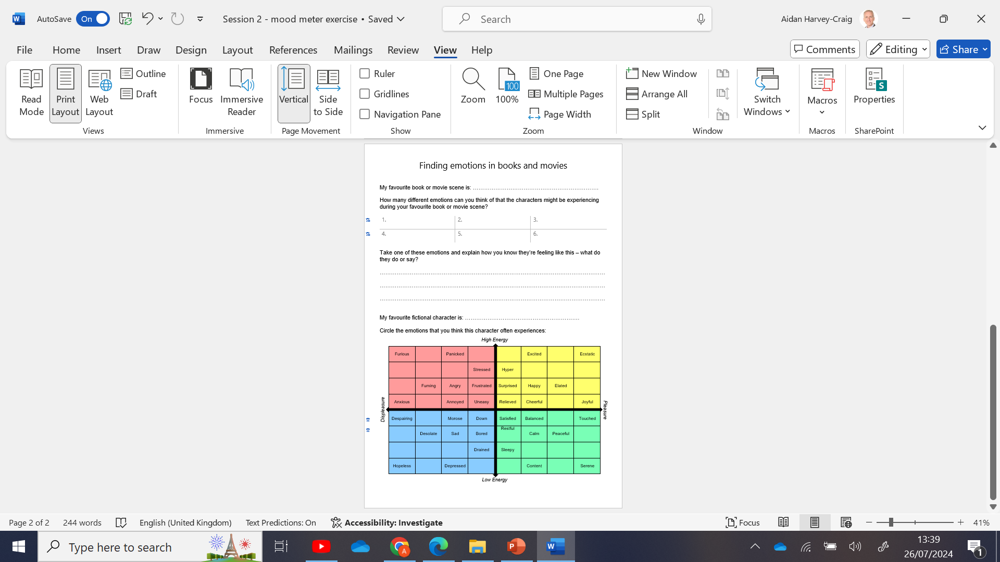 AutoSave On Session 2 - mood meter exercise • Saved Search Aidan Harvey-Craig
File Home Insert Draw Design Layout References Mailings Review View Help Comments Editing Share
Read Mode Print Layout Web Layout Outline Draft
Views
Focus Immersive Reader
Immersive
Vertical Side to Side
Page Movement
Ruler
Gridlines
Navigation Pane
Show
Zoom 100 100% One Page Multiple Pages Page Width
Zoom
New Window Arrange All Split Switch Windows
Window
Macros
Macros
S Properties
SharePoint
Finding emotions in books and movies
My favourite book or movie scene is: ………………………………………………………….
How many different emotions can you think of that the characters might be experiencing
during your favourite book or movie scene?
1. 2. 3.
4. 5. 6.
Take one of these emotions and explain how you know they're feeling like this – what do
they do or say?
…………………………………………………………………………………………………………
…………………………………………………………………………………………………………
…………………………………………………………………………………………………………
My favourite fictional character is: …………………………………………………….
Circle the emotions that you think this character often experiences:
High Energy
Furious Panicked Excited Ecstatic
Stressed Hyper
Fuming Angry Frustrated Surprised Happy Elated
Anxious Annoyed Uneasy Relieved Cheerful Joyful
Displeasure
Pleasure
Despairing Morose Down Satisfied Balanced Touched
Desolate Sad Bored Restful Calm Peaceful
Drained Sleepy
Hopeless Depressed Content Serene
Low Energy
Page 2 of 2 244 words English (United Kingdom) Text Predictions: On Accessibility: Investigate Focus 41%
Type here to search 13:39
26/07/2024 1